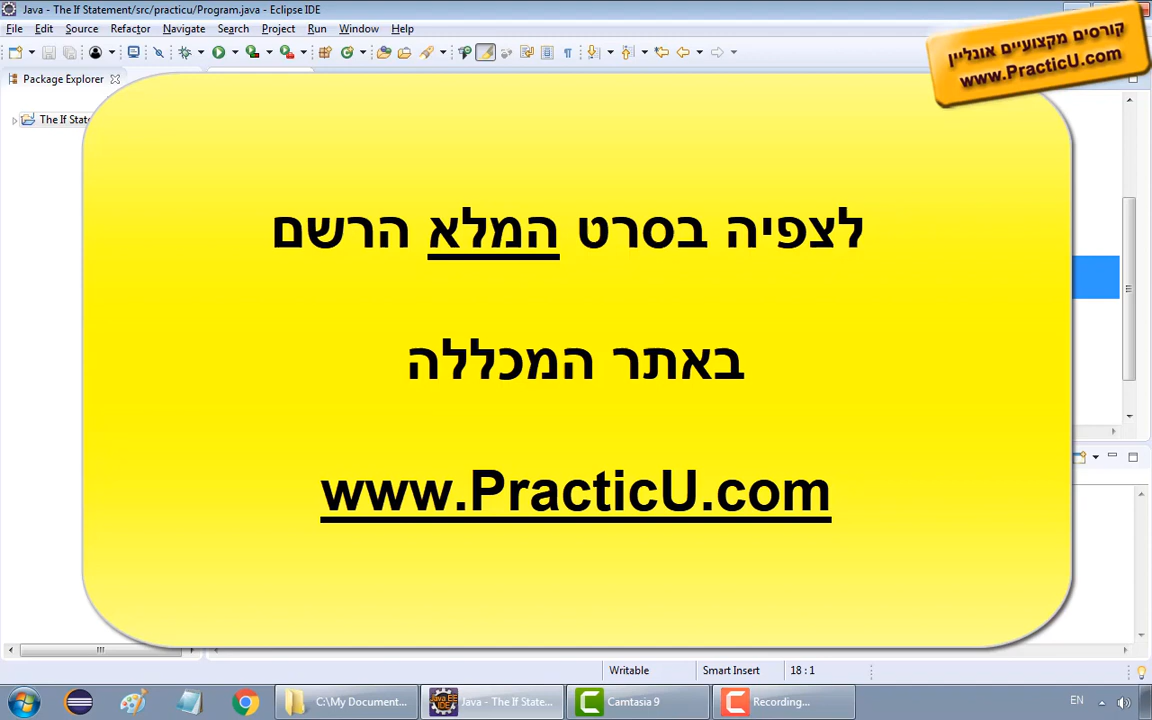 Java - The If Statement/src/practicu/Program.java - Eclipse IDE
File Edit Source Refactor Navigate Search Project Run Window Help
קורסים מקצועיים אונליין
www.PracticU.com
Package Explorer
The If State
לצפיה בסרט המלא הרשם
באתר המכללה
www.PracticU.com
Writable Smart Insert 18 : 1
C:\My Document... Java - The If State... Camtasia 9 Recording... EN